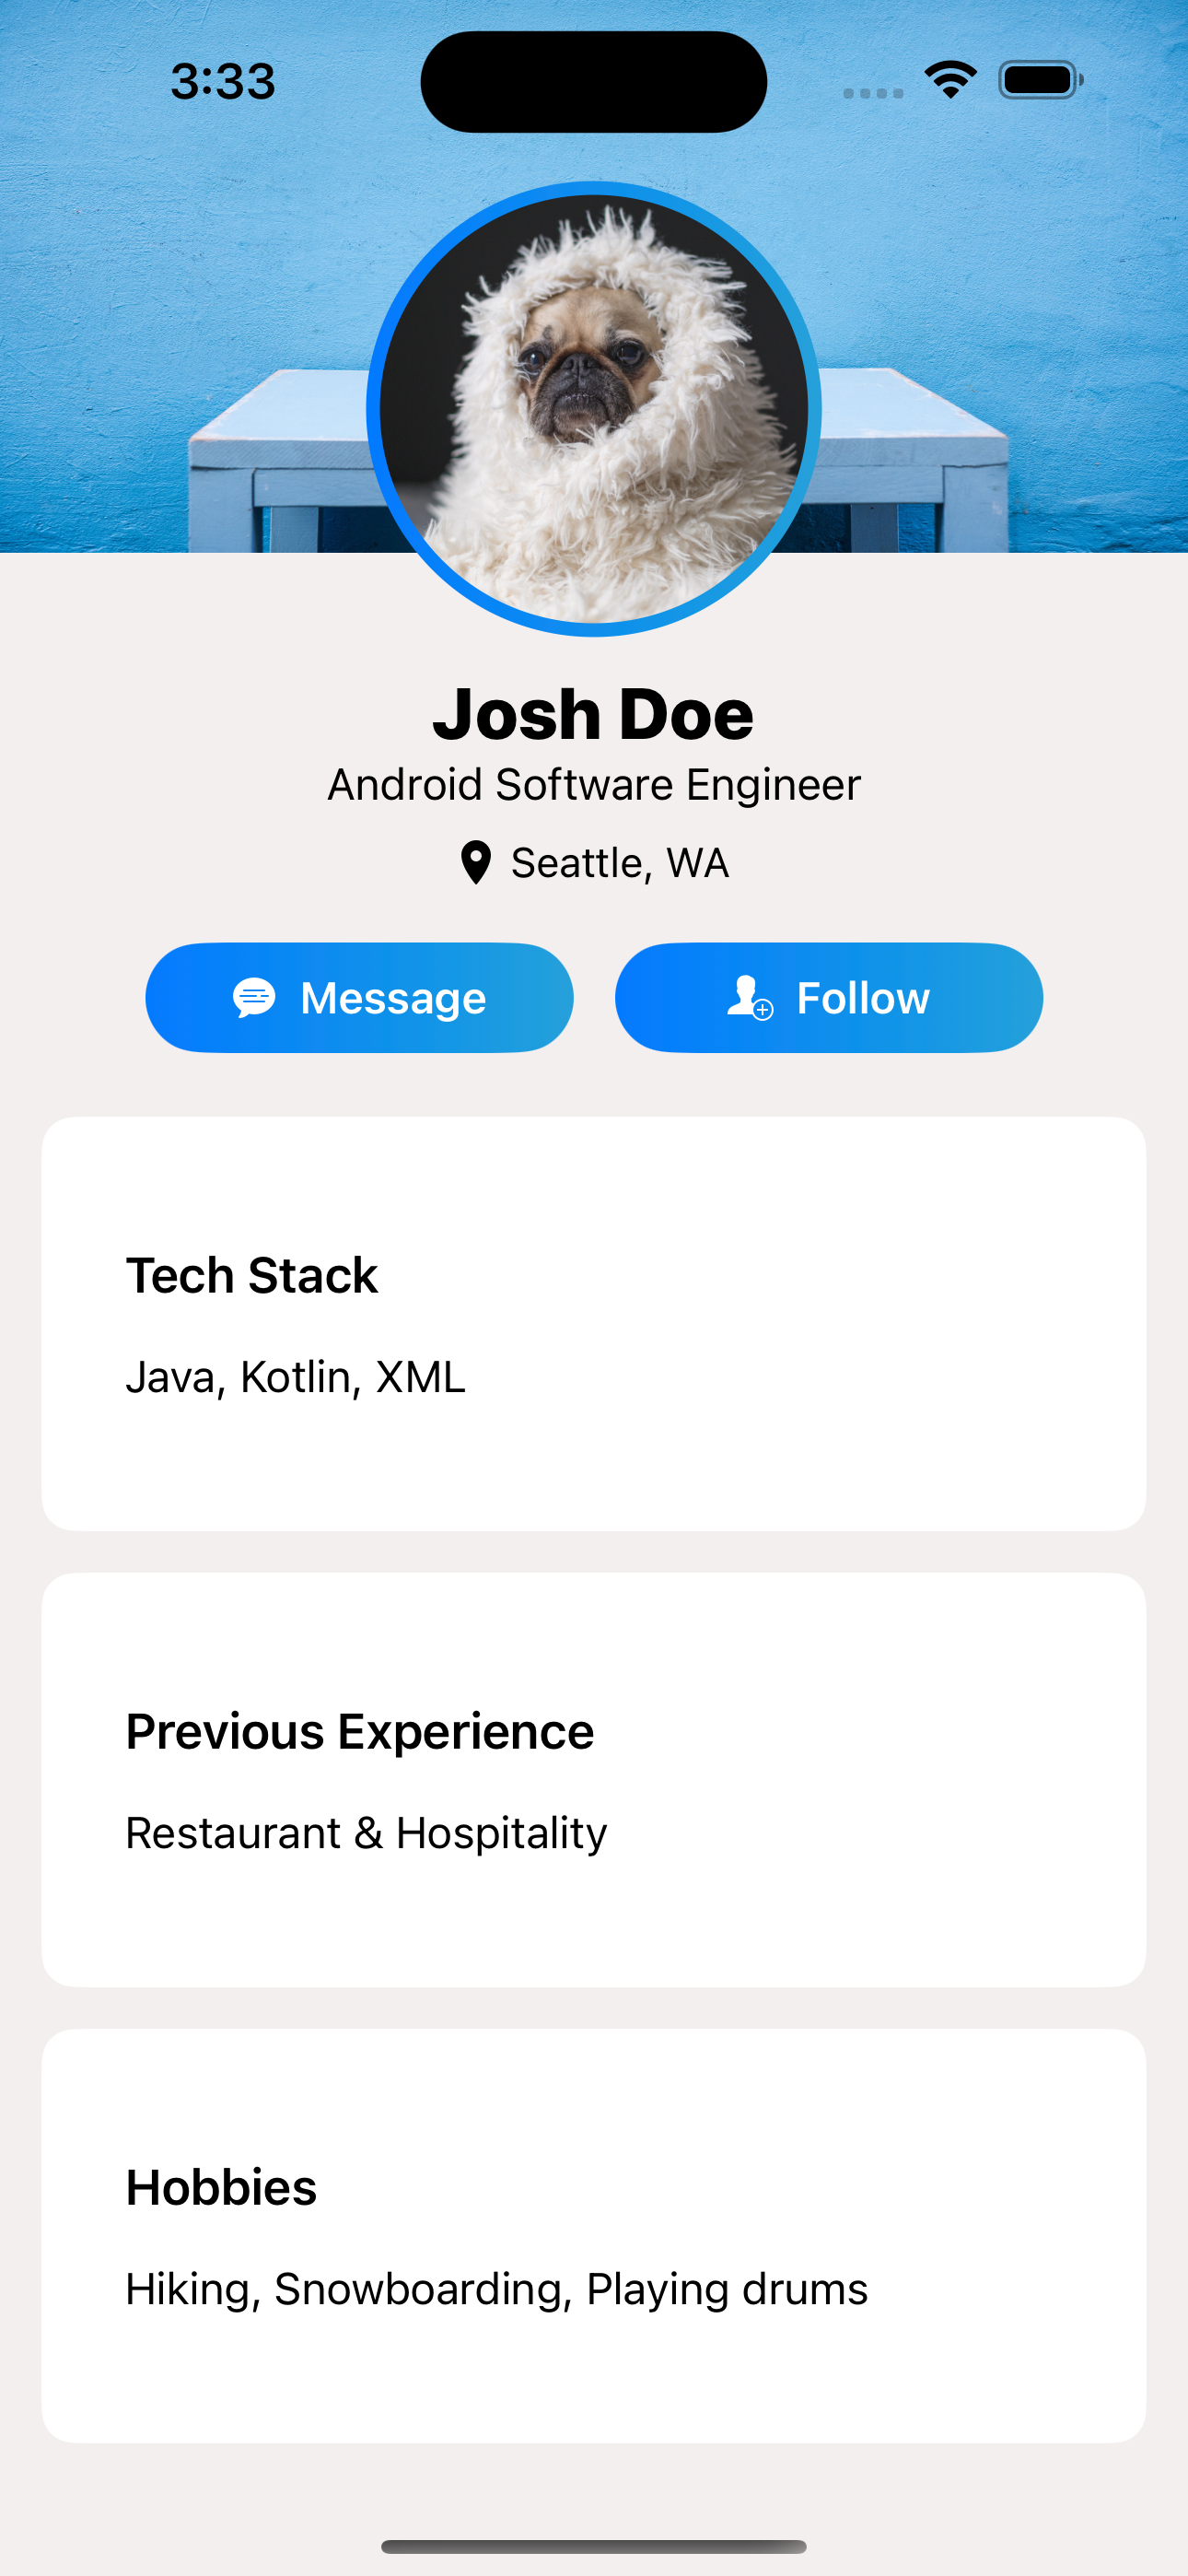 3:33
Josh Doe
Android Software Engineer
Seattle, WA
Message
Follow
Tech Stack
Java, Kotlin, XML
Previous Experience
Restaurant & Hospitality
Hobbies
Hiking, Snowboarding, Playing drums